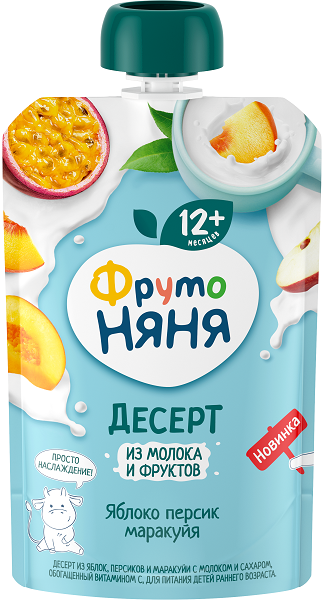 12+
месяцев
Фруто
НЯНЯ
ДЕСЕРТ
ИЗ МОЛОКА
И ФРУКТОВ
Новинка
ПРОСТО
НАСЛАЖДЕНИЕ!
Яблоко персик
маракуйя
ДЕСЕРТ ИЗ ЯБЛОК, ПЕРСИКОВ И МАРАКУЙИ С МОЛОКОМ И САХАРОМ,
ОБОГАЩЕННЫЙ ВИТАМИНОМ С, ДЛЯ ПИТАНИЯ ДЕТЕЙ РАННЕГО ВОЗРАСТА.